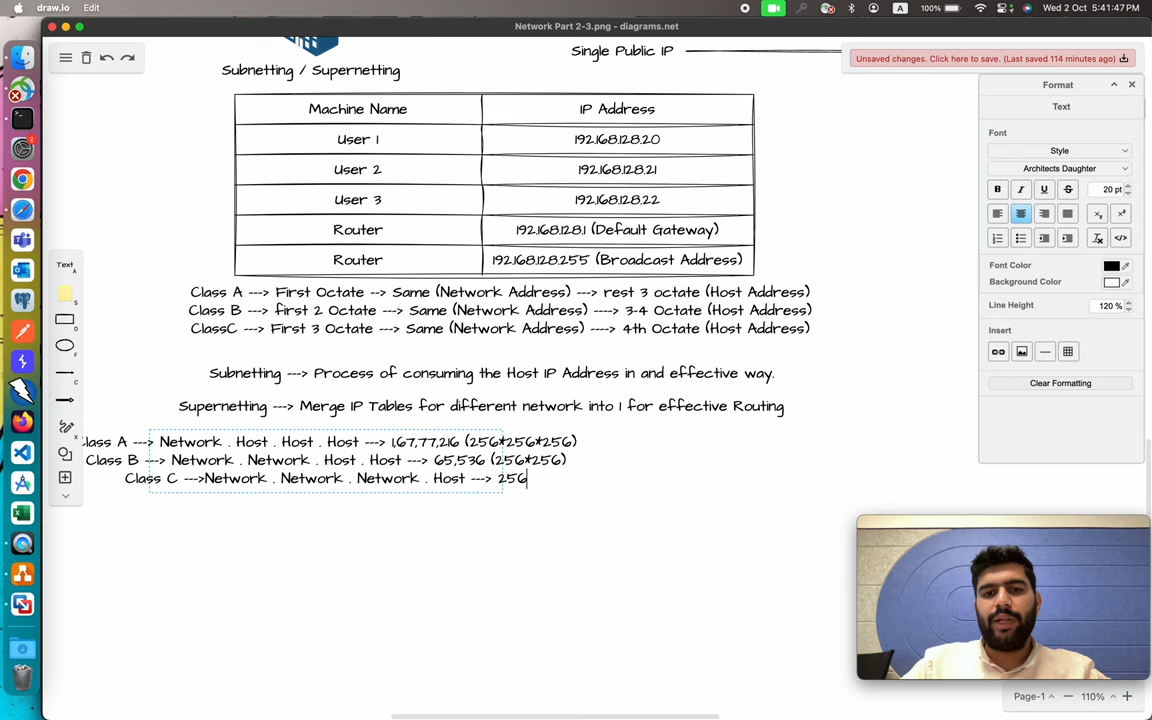 draw.io Edit
100% A Wed 2 Oct 5:41:47 PM
Network Part 2-3.png - diagrams.net
Single Public IP
Unsaved changes. Click here to save. (Last saved 114 minutes ago)
Subnetting / Supernetting
Machine Name IP Address
User 1 192.168.128.20
User 2 192.168.128.21
User 3 192.168.128.22
Router 192.168.128.1 (Default Gateway)
Router 192.168.128.255 (Broadcast Address)
Class A ---> First Octate --> Same (Network Address) ---> rest 3 octate (Host Address)
Class B ---> first 2 Octate ---> Same (Network Address) ----> 3-4 Octate (Host Address)
ClassC ---> First 3 Octate ---> Same (Network Address) ----> 4th Octate (Host Address)
Subnetting ---> Process of consuming the Host IP Address in and effective way.
Supernetting ---> Merge IP Tables for different network into 1 for effective Routing
Class A ---> Network . Host . Host . Host ---> 1,67,77,216 (256*256*256)
Class B ---> Network . Network . Host . Host ---> 65,536 (256*256)
Class C --->Network . Network . Network . Host ---> 256
Text
A
S
D
F
C
X
Format
Text
Font
Style
Architects Daughter
B I U S 20 pt
Font Color
Background Color
Line Height 120 %
Insert
Clear Formatting
Page-1 110%
2